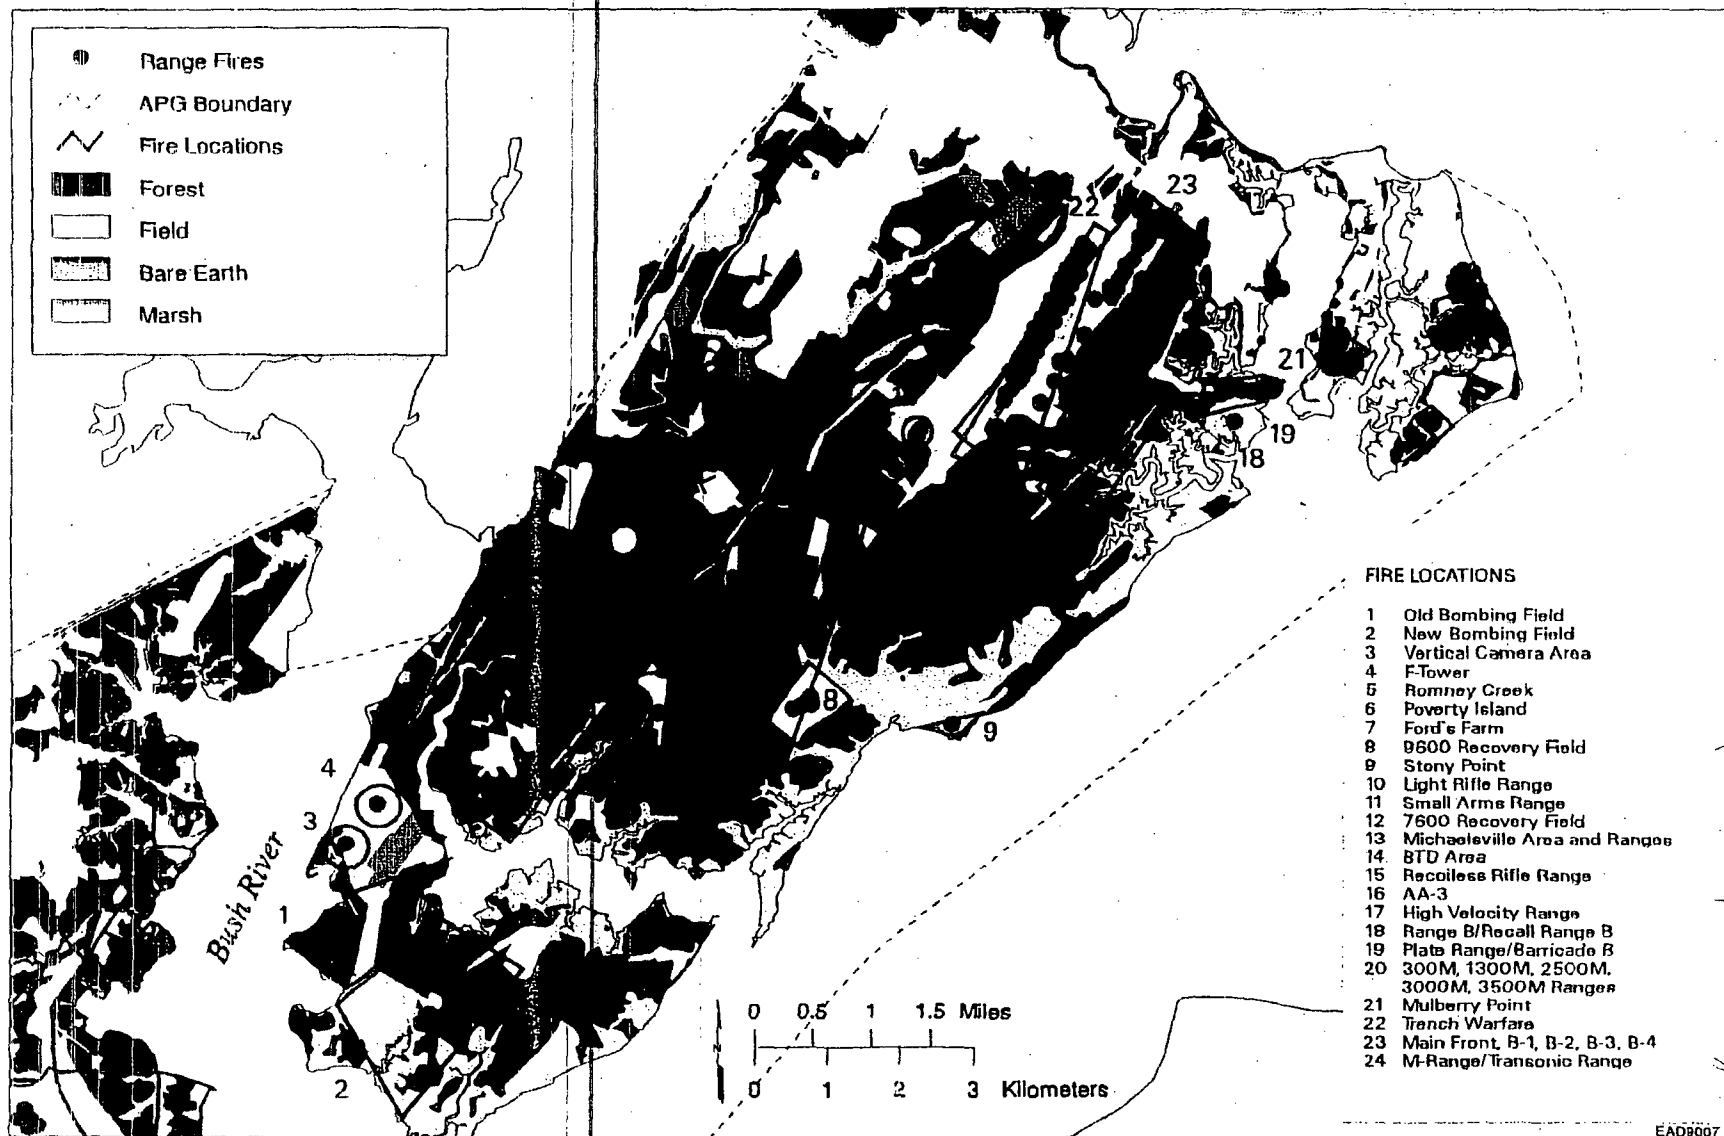 Range Fires
APG Boundary
Fire Locations
Forest
Field
Bare Earth
Marsh
22
23
21
19
18
8
9
4
3
1
2
Bush River
0 0.5 1 1.5 Miles
N
0 1 2 3 Kilometers
FIRE LOCATIONS
1 Old Bombing Field
2 New Bombing Field
3 Vertical Camera Area
4 F-Tower
5 Romney Creek
6 Poverty Island
7 Ford's Farm
8 9600 Recovery Field
9 Stony Point
10 Light Rifle Range
11 Small Arms Range
12 7600 Recovery Field
13 Michaelsville Area and Ranges
14 BTD Area
15 Recoiless Rifle Range
16 AA-3
17 High Velocity Range
18 Range B/Recall Range B
19 Plate Range/Barricade B
20 300M, 1300M, 2500M,
3000M, 3500M Ranges
21 Mulberry Point
22 Trench Warfare
23 Main Front, B-1, B-2, B-3, B-4
24 M-Range/Transonic Range
EAD9007